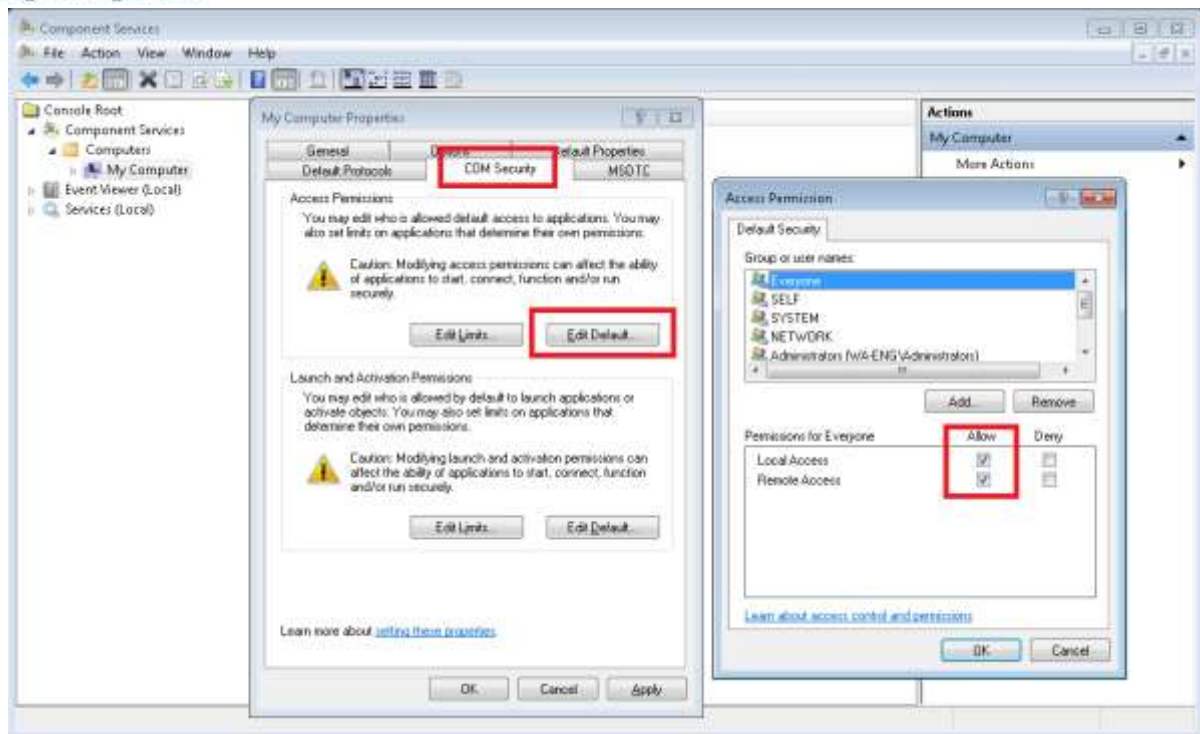 Component Services
File Action View Window Help
Console Root
Component Services
Computers
My Computer
Event Viewer (Local)
Services (Local)
My Computer Properties
General Options Default Properties
Default Protocols COM Security MSDTC
Access Permissions
You may edit who is allowed default access to applications. You may
also set limits on applications that determine their own permissions.
Caution: Modifying access permissions can affect the ability
of applications to start, connect, function and/or run
securely.
Edit Limits... Edit Default...
Launch and Activation Permissions
You may edit who is allowed by default to launch applications or
activate objects. You may also set limits on applications that
determine their own permissions.
Caution: Modifying launch and activation permissions can
affect the ability of applications to start, connect, function
and/or run securely.
Edit Limits... Edit Default...
Learn more about setting these properties.
OK Cancel Apply
Actions
My Computer
More Actions
Access Permission
Default Security
Group or user names:
Everyone
SELF
SYSTEM
NETWORK
Administrators (WA-ENG\Administrators)
Add... Remove
Permissions for Everyone Allow Deny
Local Access
Remote Access
Learn about access control and permissions
OK Cancel